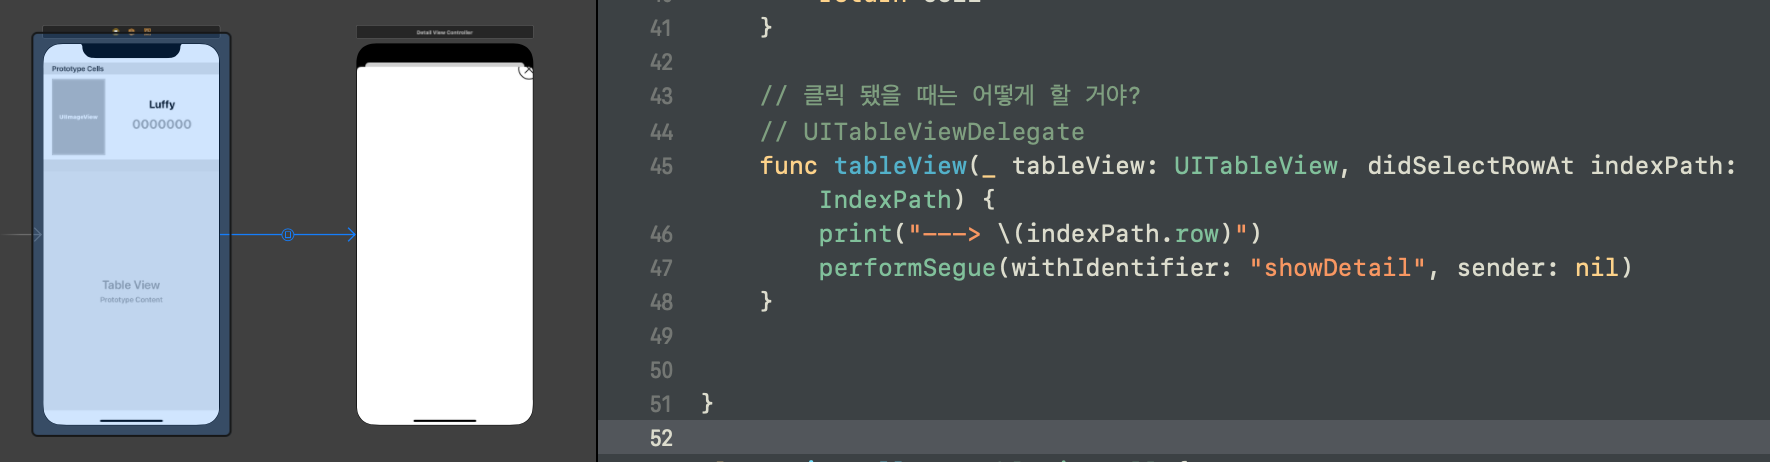 Detail View Controller
Prototype Cells
UIImageView
Luffy
0000000
Table View
Prototype Content
41 }
42
43 // 클릭 됐을 때는 어떻게 할 거야?
44 // UITableViewDelegate
45 func tableView(_ tableView: UITableView, didSelectRowAt indexPath:
IndexPath) {
46 print("---> \(indexPath.row)")
47 performSegue(withIdentifier: "showDetail", sender: nil)
48 }
49
50
51 }
52